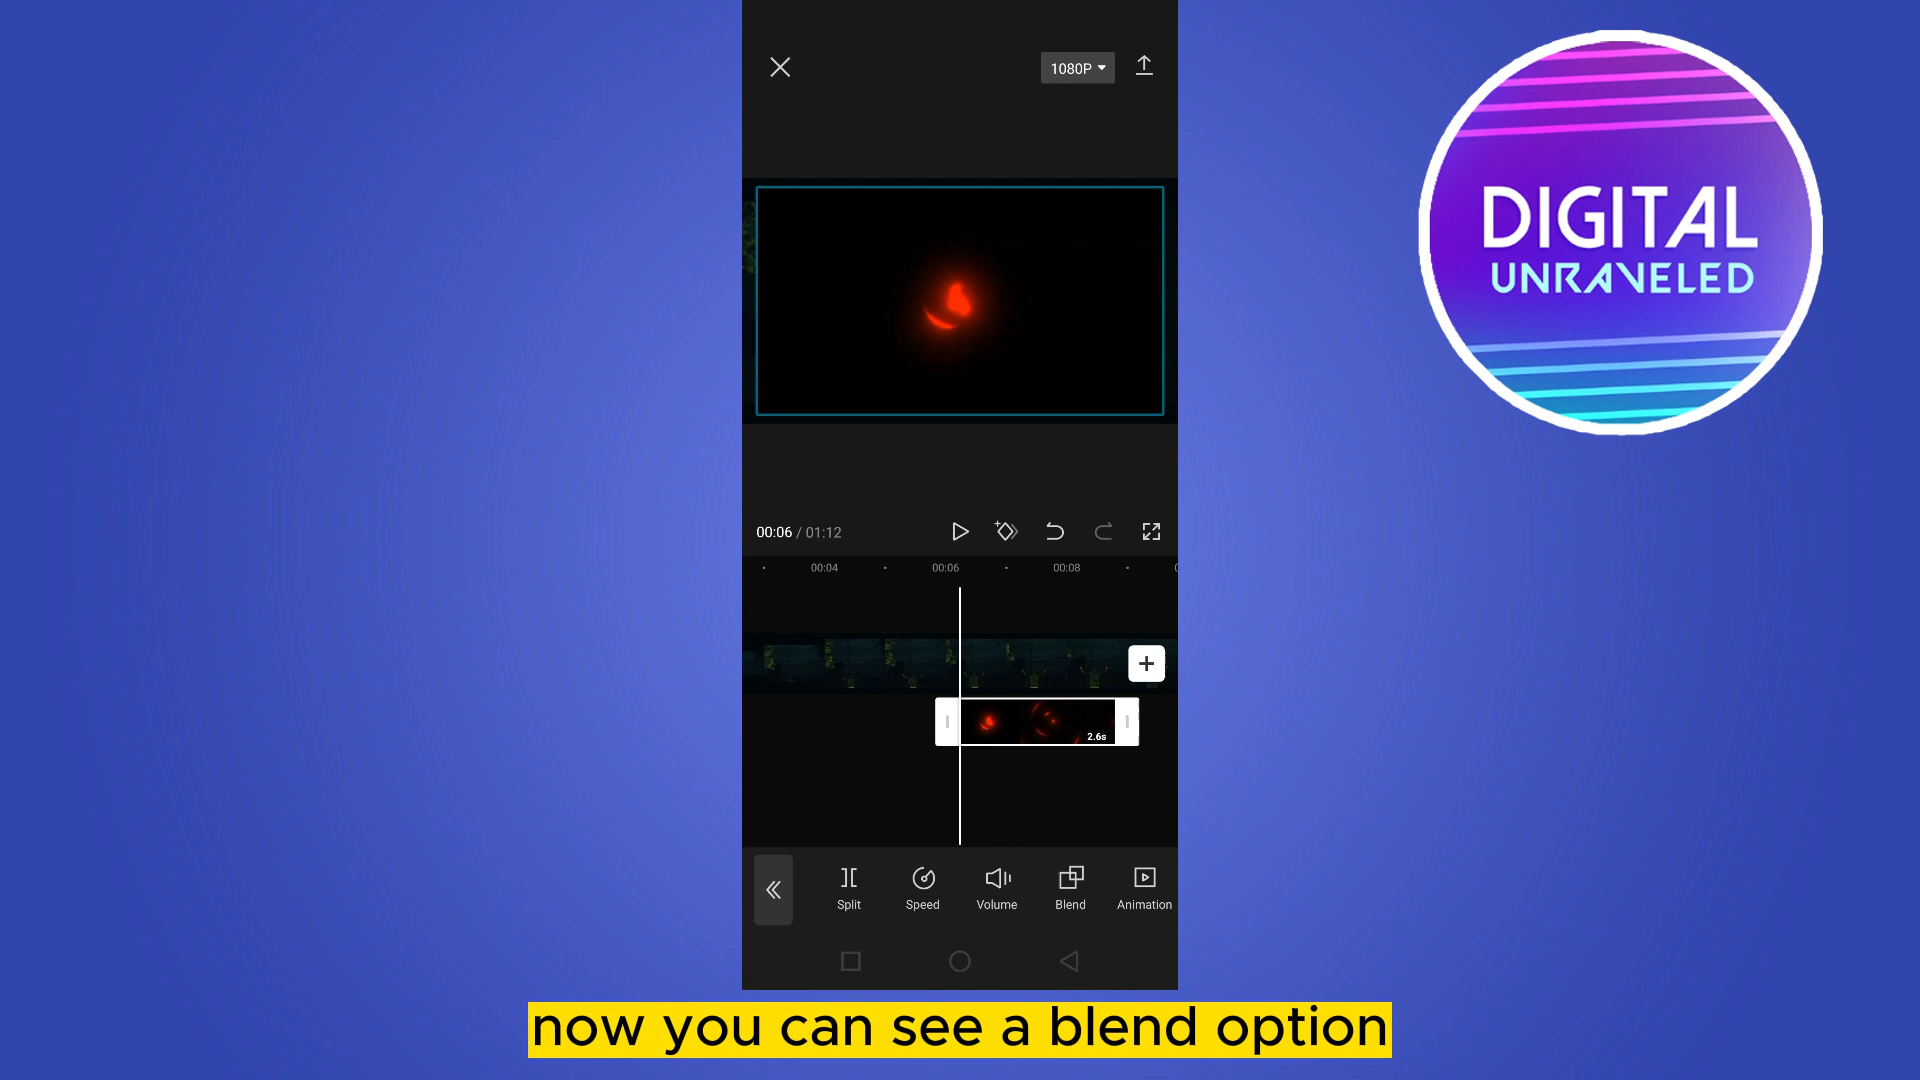 1080P
DIGITAL
UNRAVELED
00:06 / 01:12
00:04 00:06 00:08
2.6s
Split Speed Volume Blend Animation
now you can see a blend option